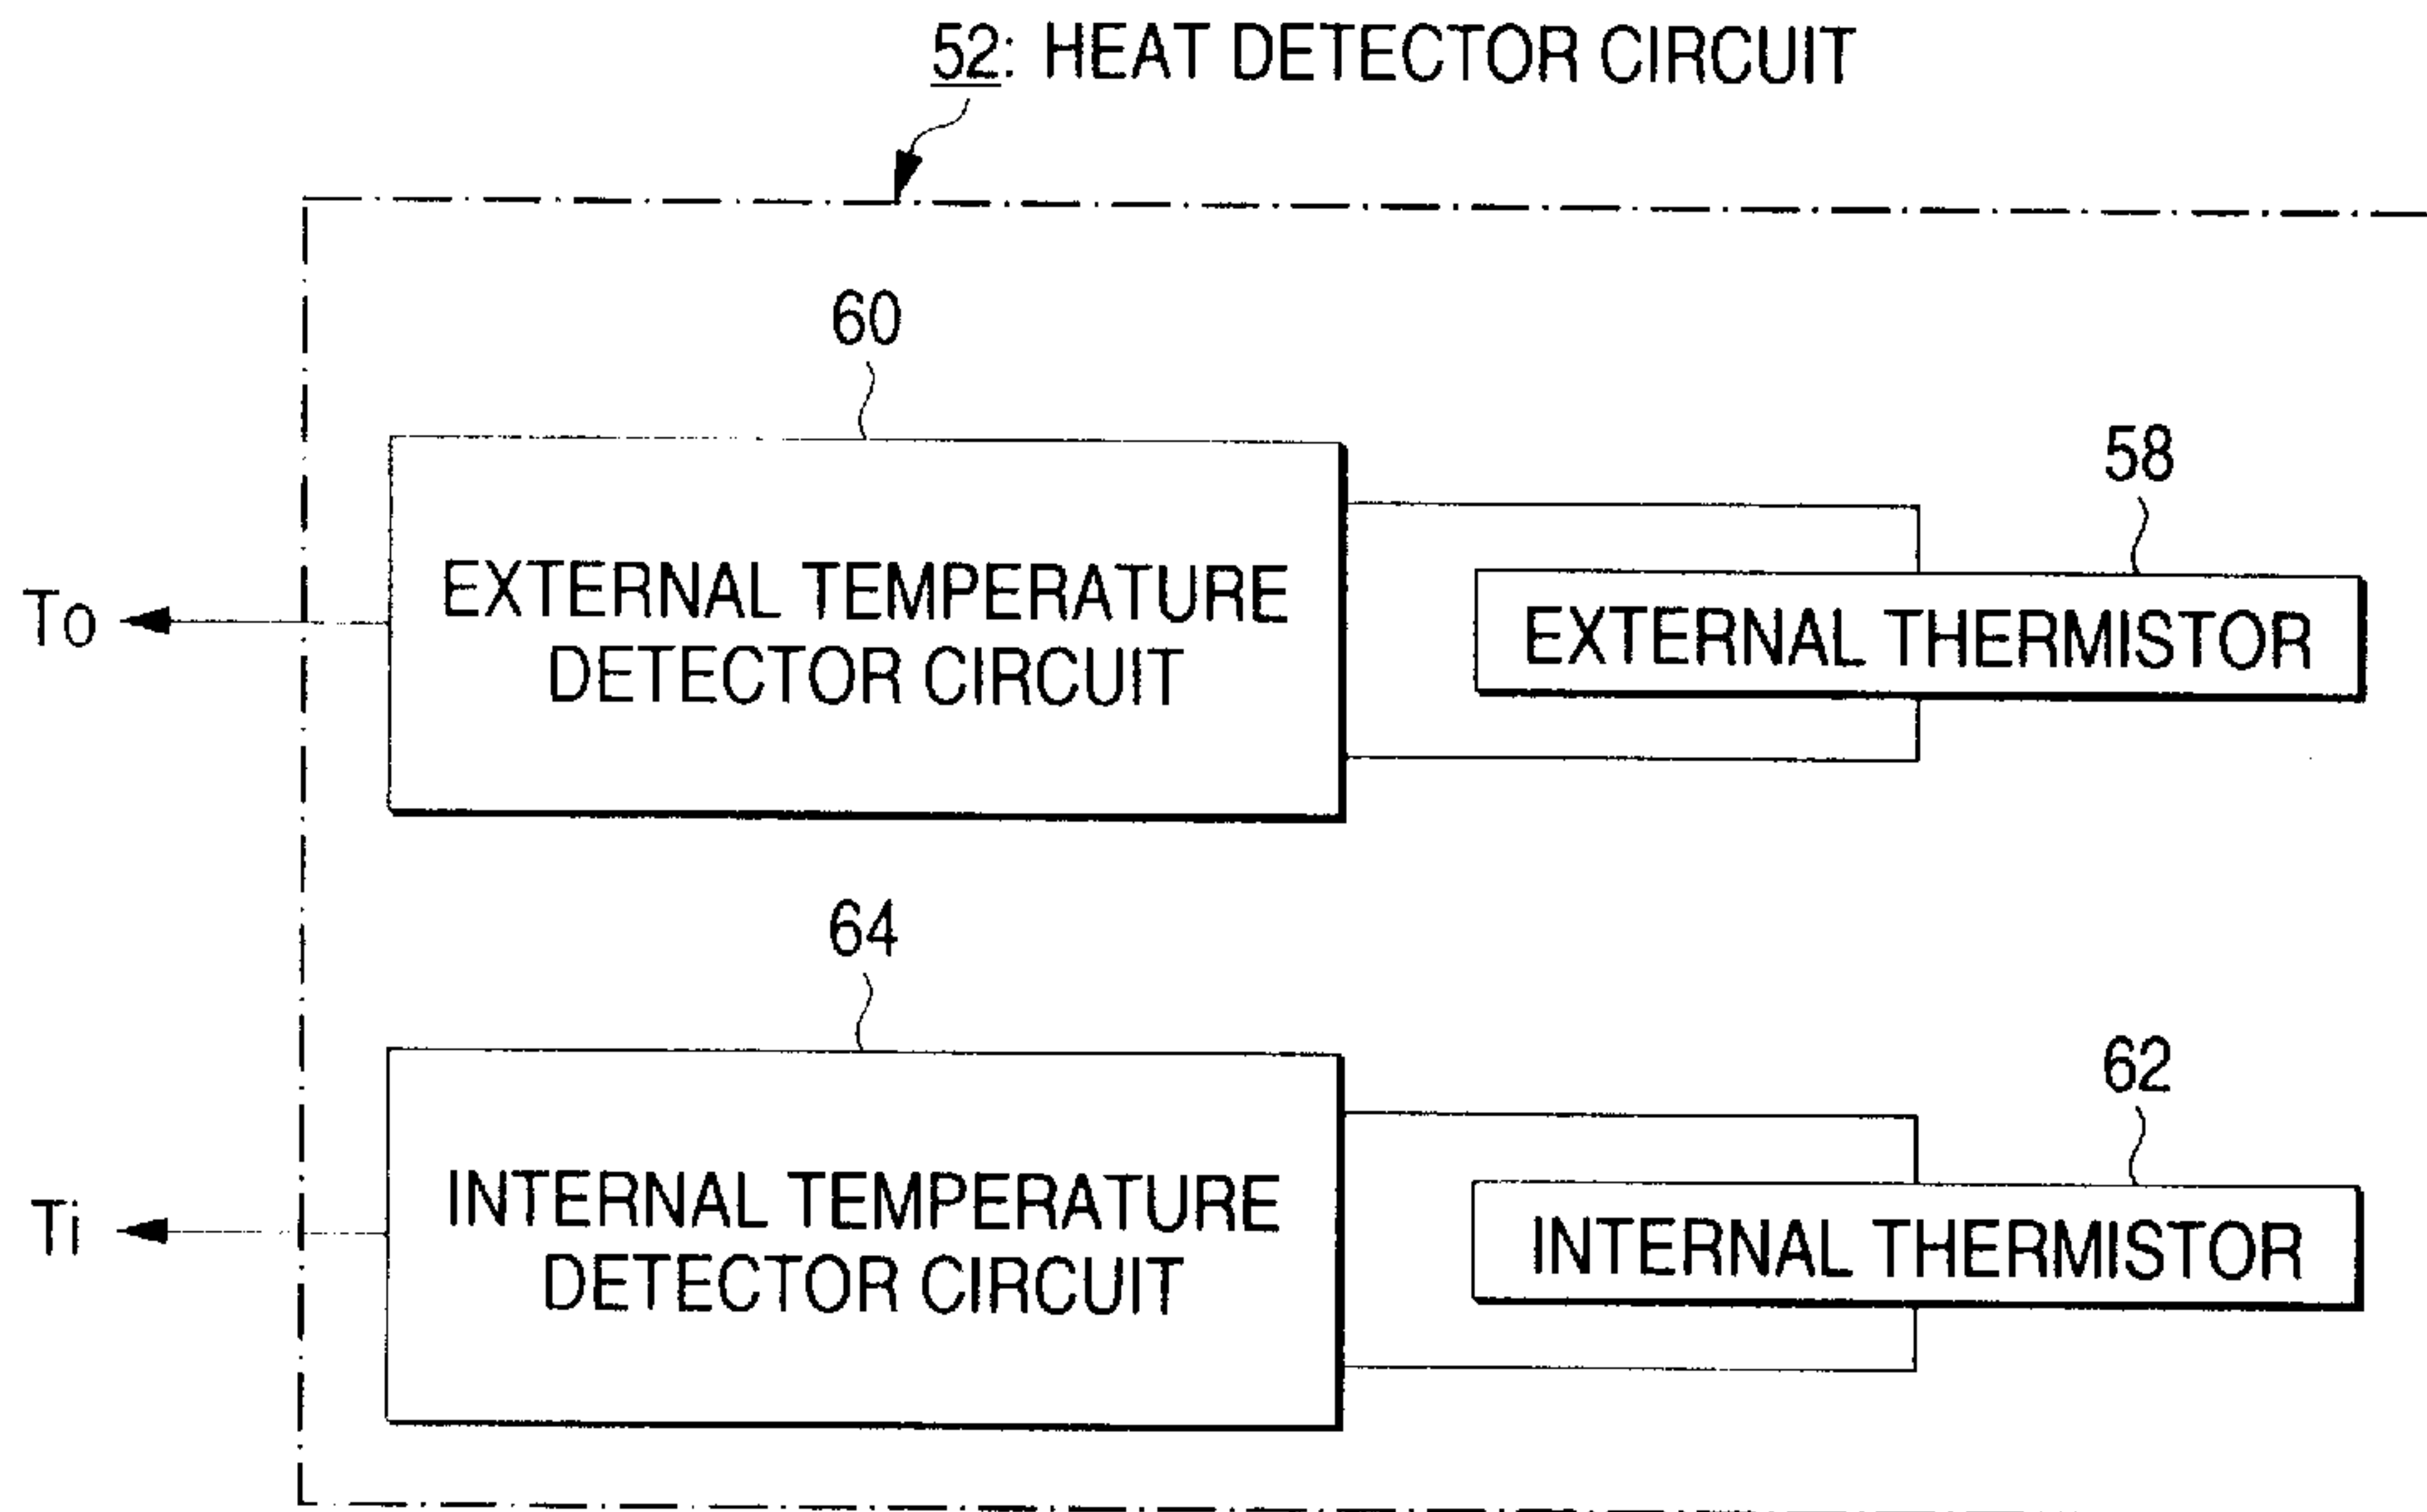 52: HEAT DETECTOR CIRCUIT
60
58
EXTERNAL TEMPERATURE
DETECTOR CIRCUIT
EXTERNAL THERMISTOR
To
64
62
INTERNAL TEMPERATURE
DETECTOR CIRCUIT
INTERNAL THERMISTOR
Ti